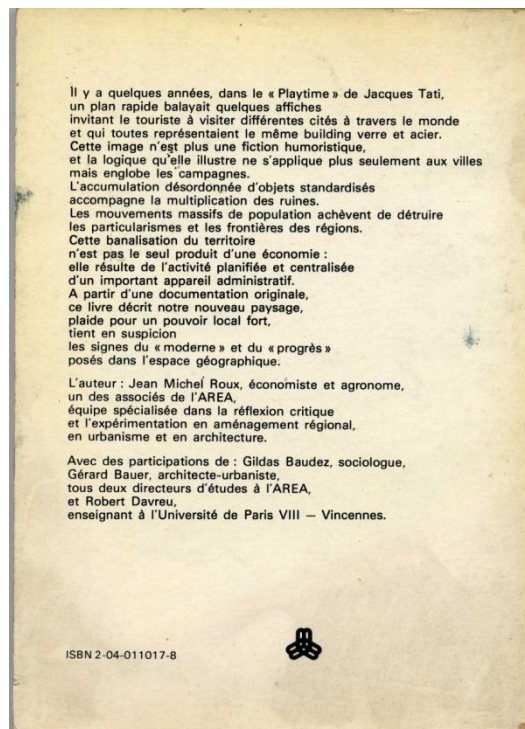 Il y a quelques années, dans le « Playtime » de Jacques Tati,
un plan rapide balayait quelques affiches
invitant le touriste à visiter différentes cités à travers le monde
et qui toutes représentaient le même building verre et acier.
Cette image n'est plus une fiction humoristique,
et la logique qu'elle illustre ne s'applique plus seulement aux villes
mais englobe les campagnes.
L'accumulation désordonnée d'objets standardisés
accompagne la multiplication des ruines.
Les mouvements massifs de population achèvent de détruire
les particularismes et les frontières des régions.
Cette banalisation du territoire
n'est pas le seul produit d'une économie :
elle résulte de l'activité planifiée et centralisée
d'un important appareil administratif.
A partir d'une documentation originale,
ce livre décrit notre nouveau paysage,
plaide pour un pouvoir local fort,
tient en suspicion
les signes du « moderne » et du « progrès »
posés dans l'espace géographique.
L'auteur : Jean Michel Roux, économiste et agronome,
un des associés de l'AREA,
équipe spécialisée dans la réflexion critique
et l'expérimentation en aménagement régional,
en urbanisme et en architecture.
Avec des participations de : Gildas Baudez, sociologue,
Gérard Bauer, architecte-urbaniste,
tous deux directeurs d'études à l'AREA,
et Robert Davreu,
enseignant à l'Université de Paris VIII — Vincennes.
ISBN 2-04-011017-8